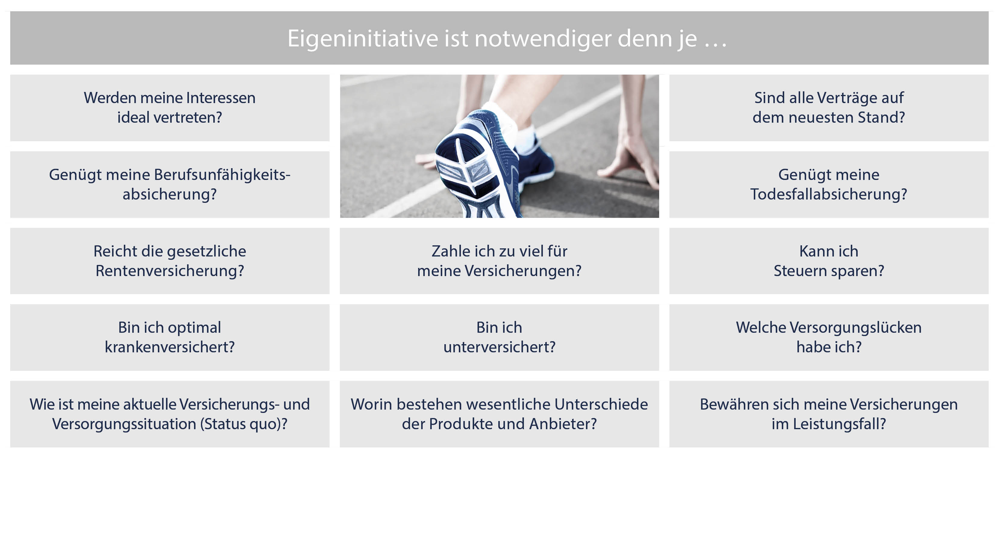 Eigeninitiative ist notwendiger denn je …
Werden meine Interessen
ideal vertreten?
Sind alle Verträge auf
dem neuesten Stand?
Genügt meine Berufsunfähigkeits-
absicherung?
Genügt meine
Todesfallabsicherung?
Reicht die gesetzliche
Rentenversicherung?
Zahle ich zu viel für
meine Versicherungen?
Kann ich
Steuern sparen?
Bin ich optimal
krankenversichert?
Bin ich
unterversichert?
Welche Versorgungslücken
habe ich?
Wie ist meine aktuelle Versicherungs- und
Versorgungssituation (Status quo)?
Worin bestehen wesentliche Unterschiede
der Produkte und Anbieter?
Bewähren sich meine Versicherungen
im Leistungsfall?